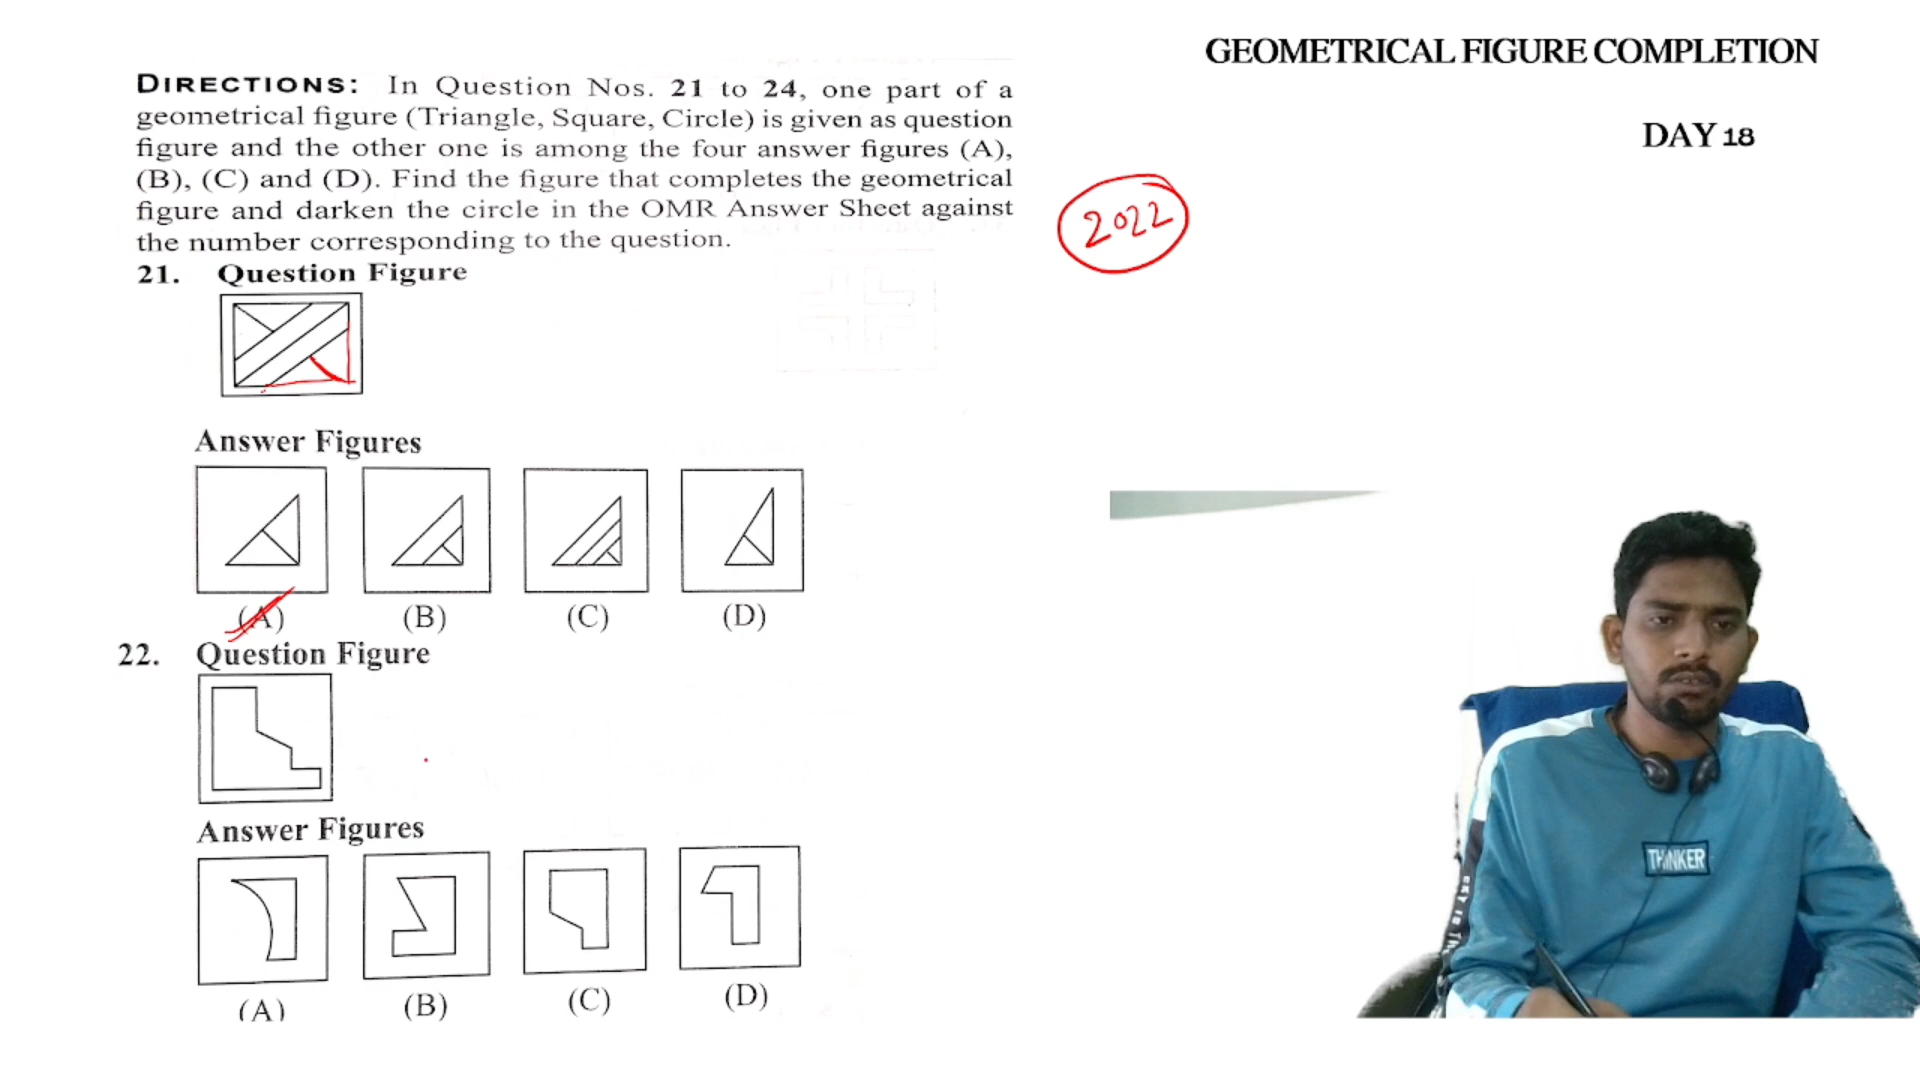 GEOMETRICAL FIGURE COMPLETION
DAY 18
DIRECTIONS: In Question Nos. 21 to 24, one part of a
geometrical figure (Triangle, Square, Circle) is given as question
figure and the other one is among the four answer figures (A),
(B), (C) and (D). Find the figure that completes the geometrical
figure and darken the circle in the OMR Answer Sheet against
the number corresponding to the question.
2022
21. Question Figure
Answer Figures
(A) (B) (C) (D)
22. Question Figure
Answer Figures
(A) (B) (C) (D)
THINKER